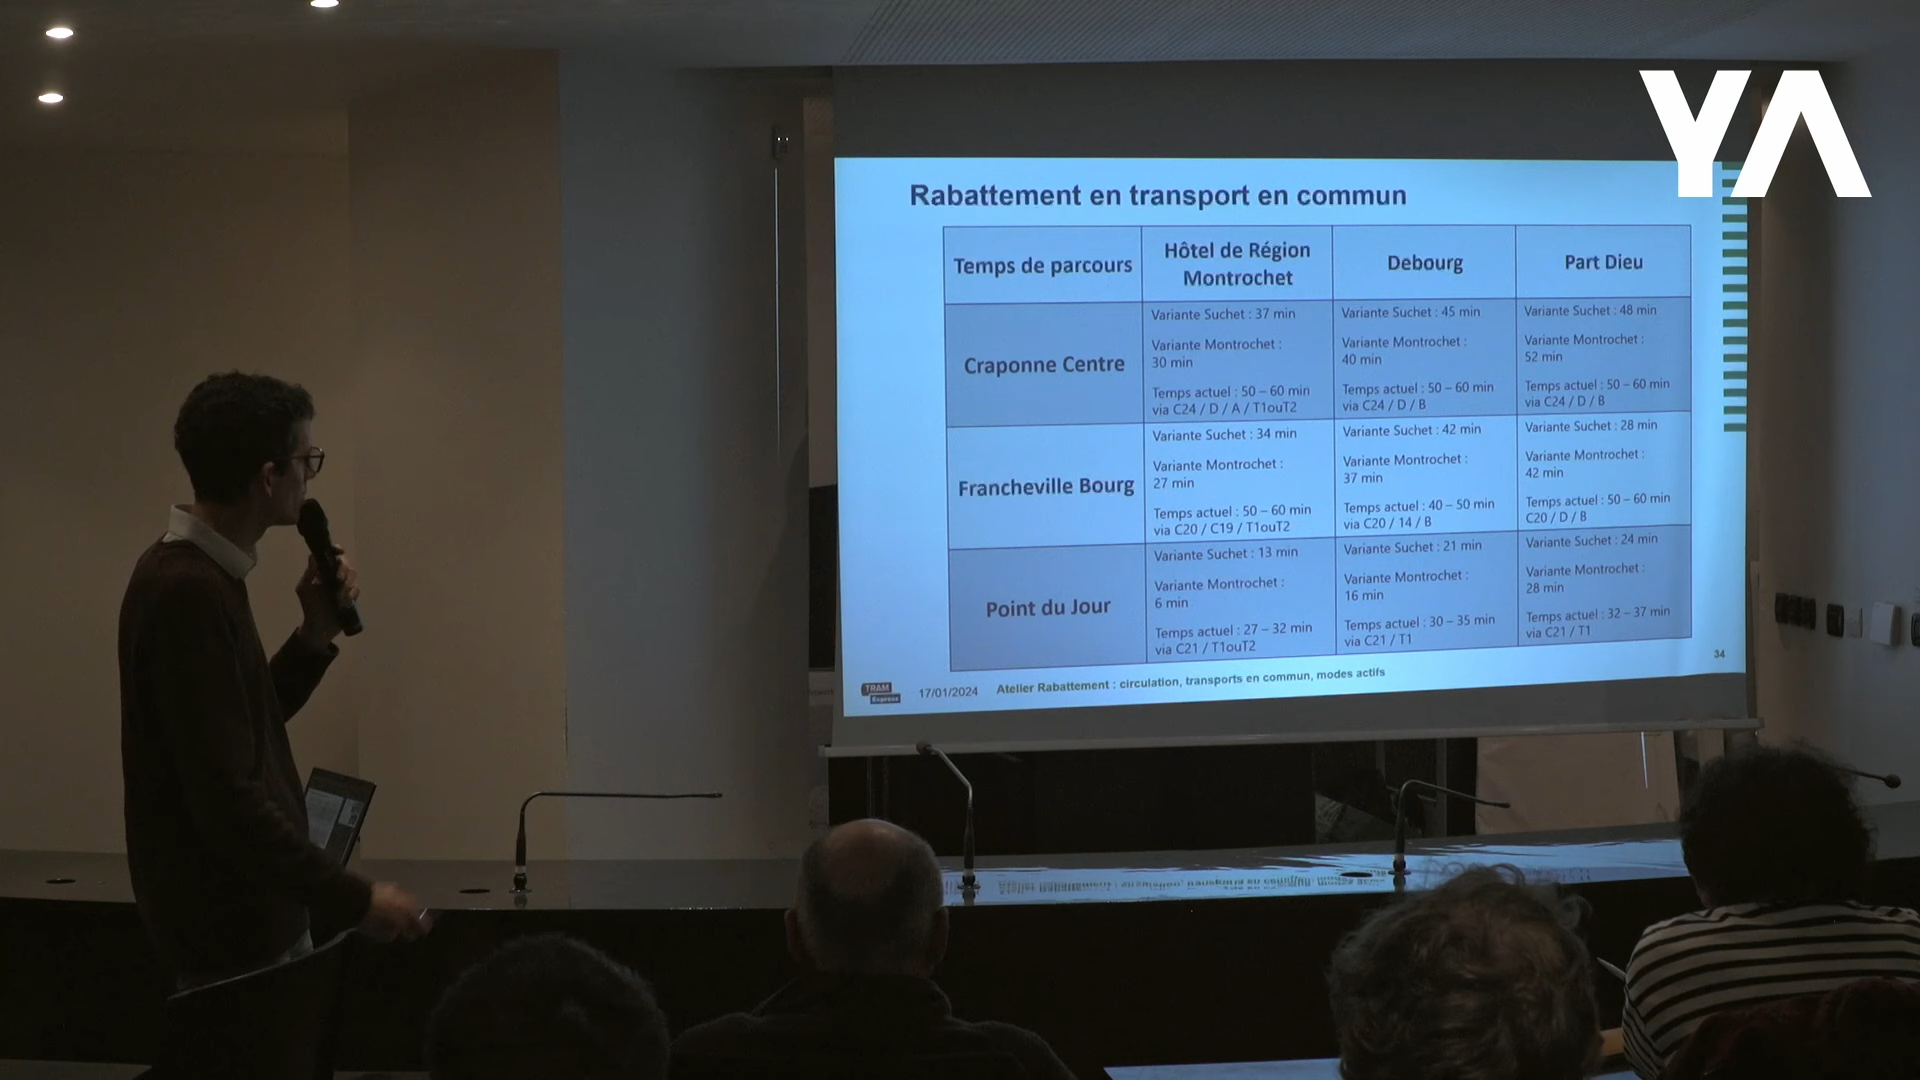 YA
Rabattement en transport en commun
Temps de parcours
Hôtel de Région
Montrochet
Debourg
Part Dieu
Craponne Centre
Variante Suchet : 37 min
Variante Montrochet :
30 min
Temps actuel : 50 – 60 min
via C24 / D / A / T1ouT2
Variante Suchet : 45 min
Variante Montrochet :
40 min
Temps actuel : 50 – 60 min
via C24 / D / B
Variante Suchet : 48 min
Variante Montrochet :
52 min
Temps actuel : 50 – 60 min
via C24 / D / B
Francheville Bourg
Variante Suchet : 34 min
Variante Montrochet :
27 min
Temps actuel : 50 – 60 min
via C20 / C19 / T1ouT2
Variante Suchet : 42 min
Variante Montrochet :
37 min
Temps actuel : 40 – 50 min
via C20 / 14 / B
Variante Suchet : 28 min
Variante Montrochet :
42 min
Temps actuel : 50 – 60 min
C20 / D / B
Point du Jour
Variante Suchet : 13 min
Variante Montrochet :
6 min
Temps actuel : 27 – 32 min
via C21 / T1ouT2
Variante Suchet : 21 min
Variante Montrochet :
16 min
Temps actuel : 30 – 35 min
via C21 / T1
Variante Suchet : 24 min
Variante Montrochet :
28 min
Temps actuel : 32 – 37 min
via C21 / T1
34
TRAM
Express
17/01/2024
Atelier Rabattement : circulation, transports en commun, modes actifs